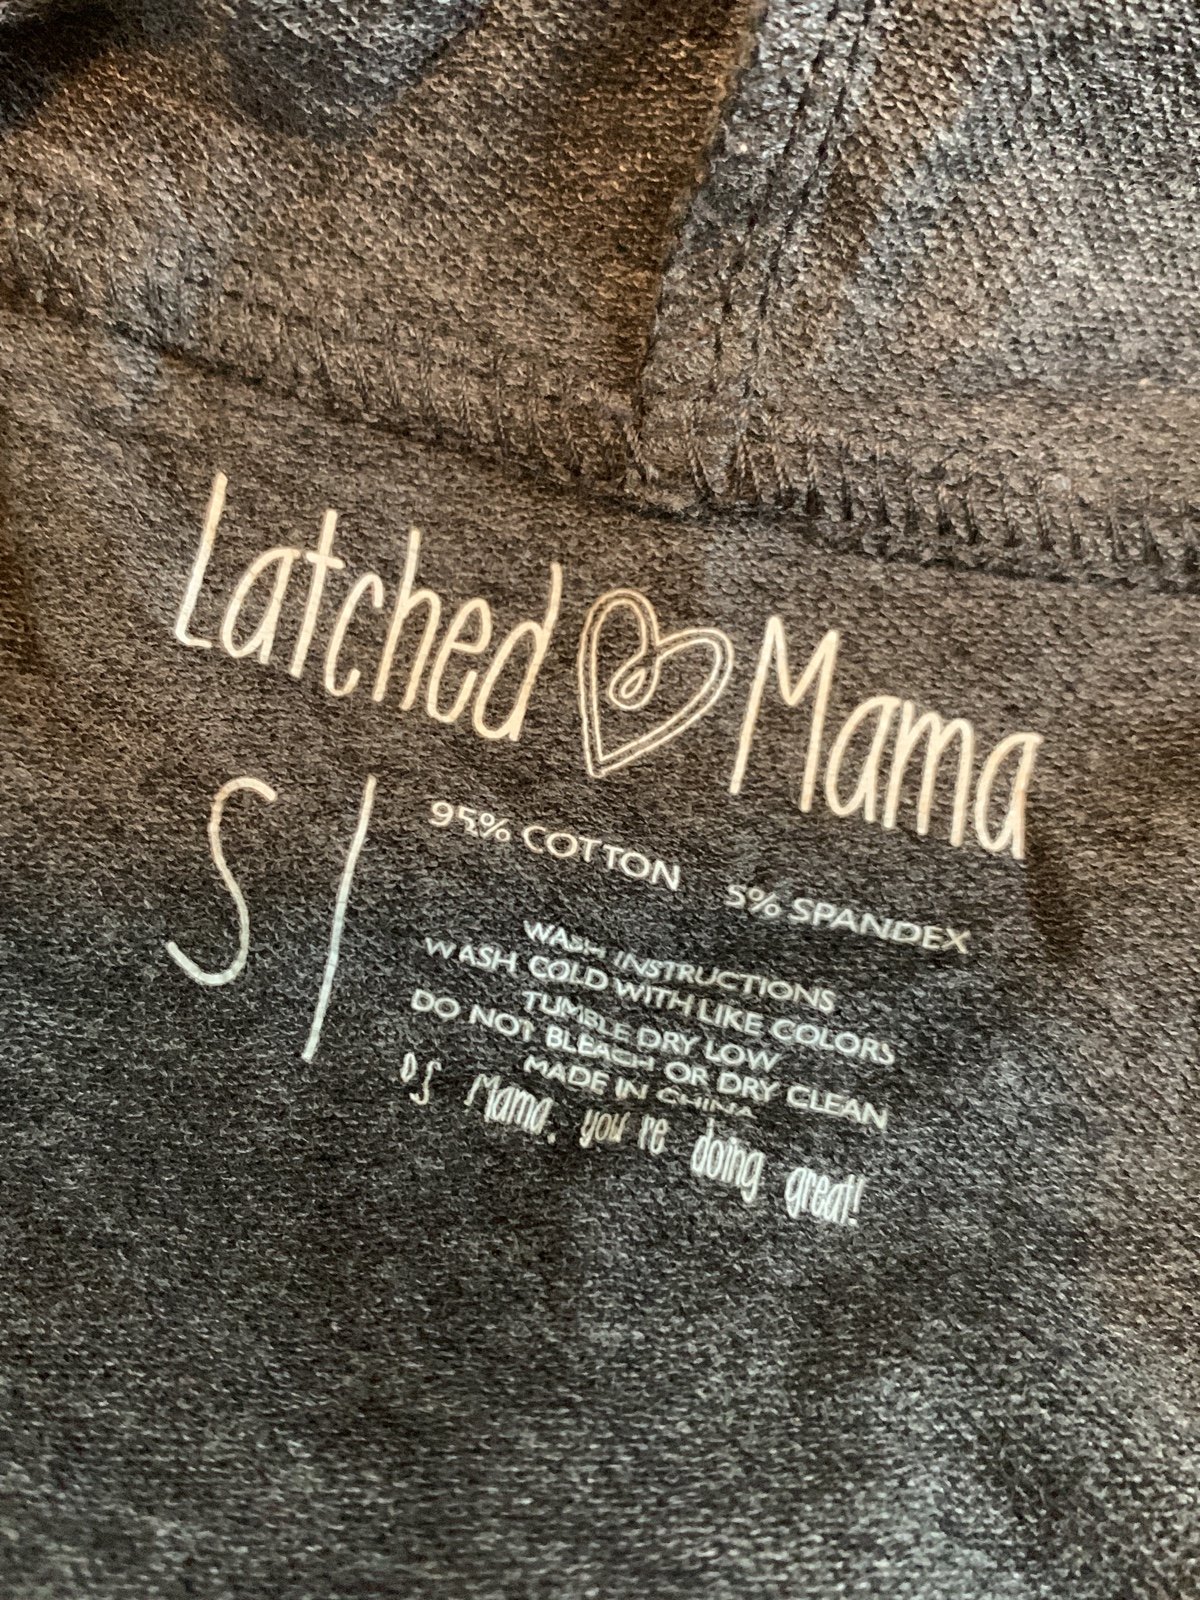 Latched Mama
S |
95% COTTON 5% SPANDEX
WASH INSTRUCTIONS
WASH COLD WITH LIKE COLORS
TUMBLE DRY LOW
DO NOT BLEACH OR DRY CLEAN
MADE IN CHINA
PS Mama, you're doing great!